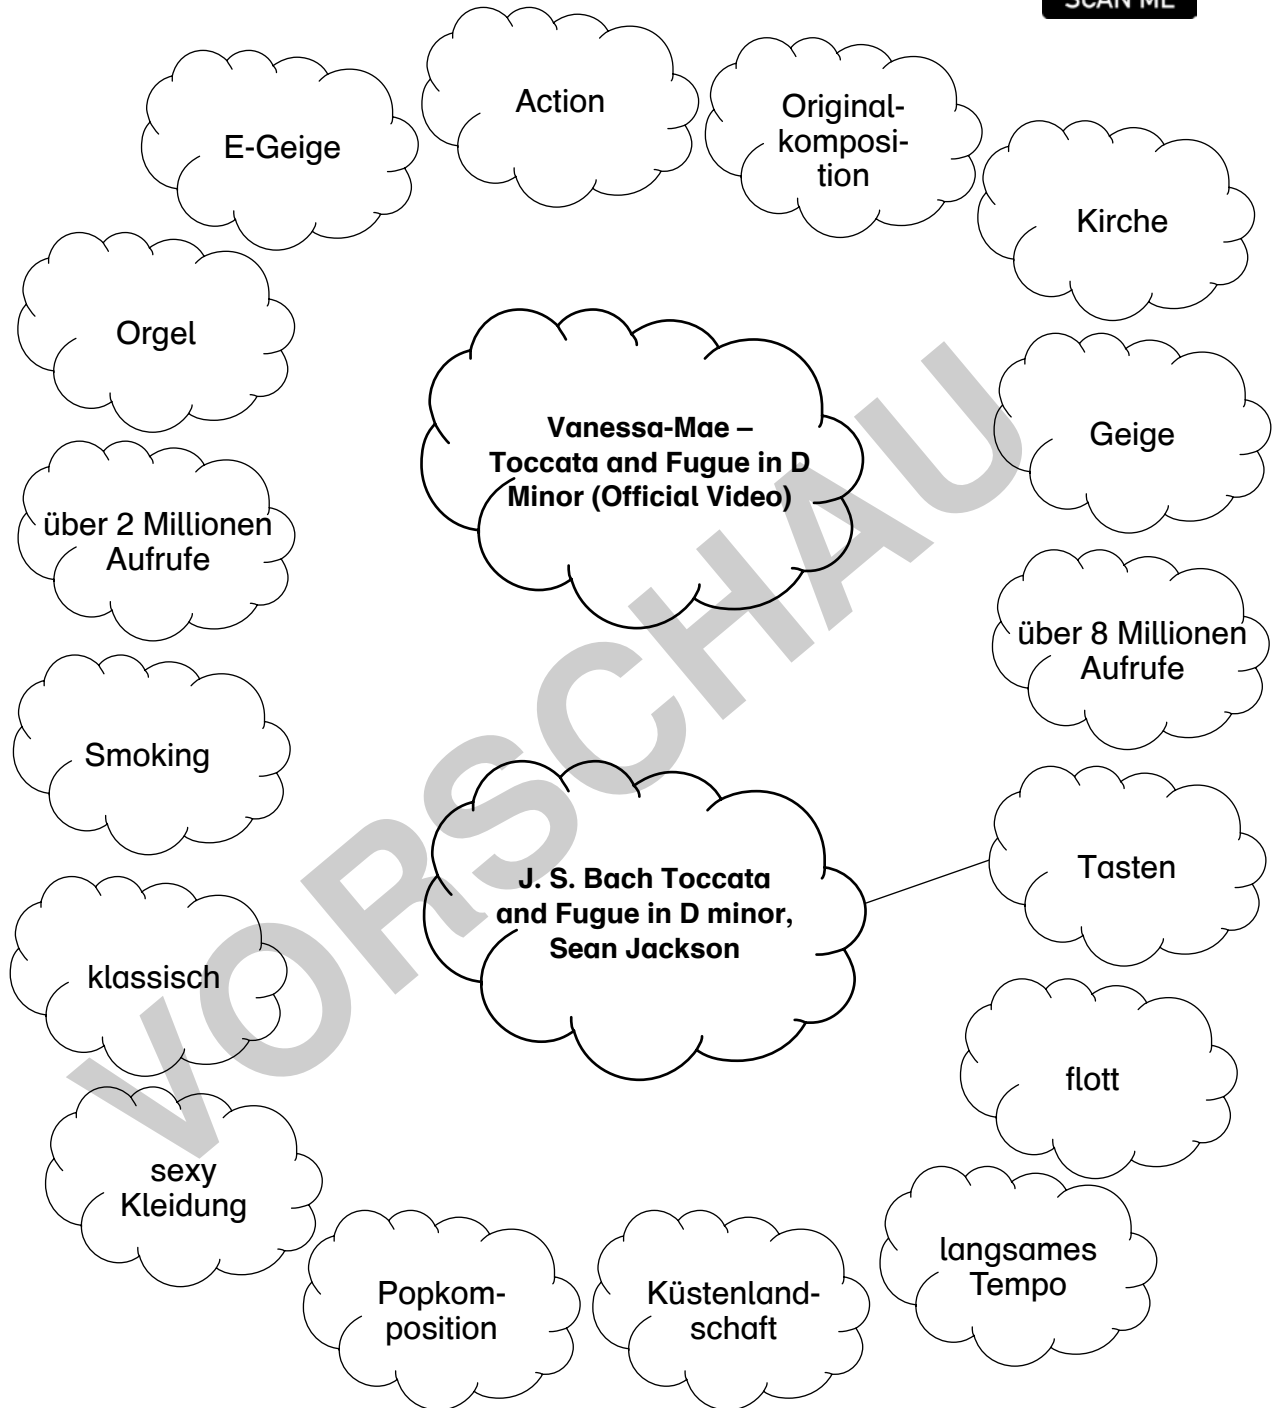 SCAN ME
Action
Original-
komposi-
tion
E-Geige
Kirche
Orgel
Vanessa-Mae –
Toccata and Fugue in D
Minor (Official Video)
Geige
über 2 Millionen
Aufrufe
über 8 Millionen
Aufrufe
Smoking
Tasten
J. S. Bach Toccata
and Fugue in D minor,
Sean Jackson
klassisch
flott
sexy
Kleidung
langsames
Tempo
Popkom-
position
Küstenland-
schaft
VORSCHAU